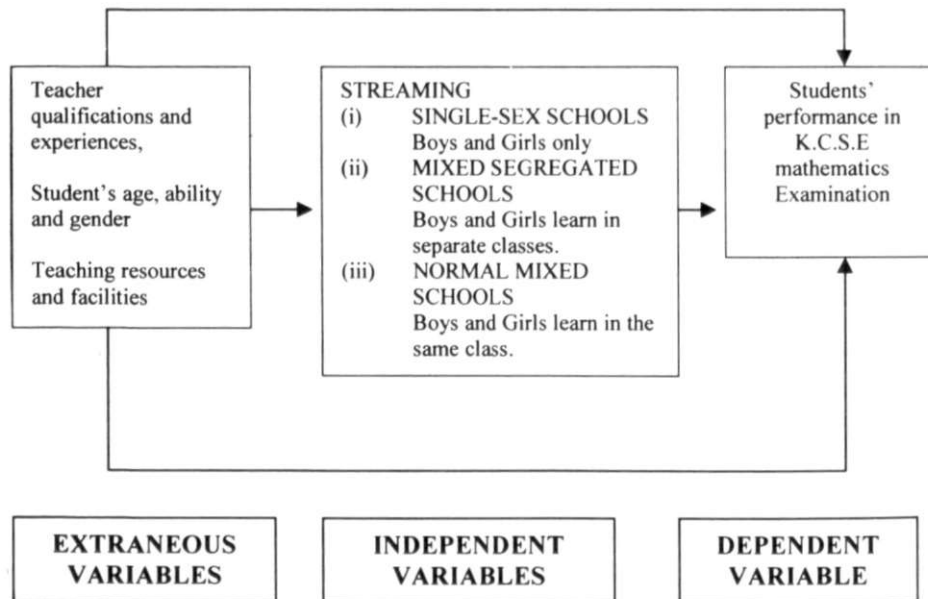 Teacher
qualifications and
experiences,
Student's age, ability
and gender
Teaching resources
and facilities
STREAMING
(i) SINGLE-SEX SCHOOLS
Boys and Girls only
(ii) MIXED SEGREGATED
SCHOOLS
Boys and Girls learn in
separate classes.
(iii) NORMAL MIXED
SCHOOLS
Boys and Girls learn in the
same class.
Students'
performance in
K.C.S.E
mathematics
Examination
EXTRANEOUS
VARIABLES
INDEPENDENT
VARIABLES
DEPENDENT
VARIABLE